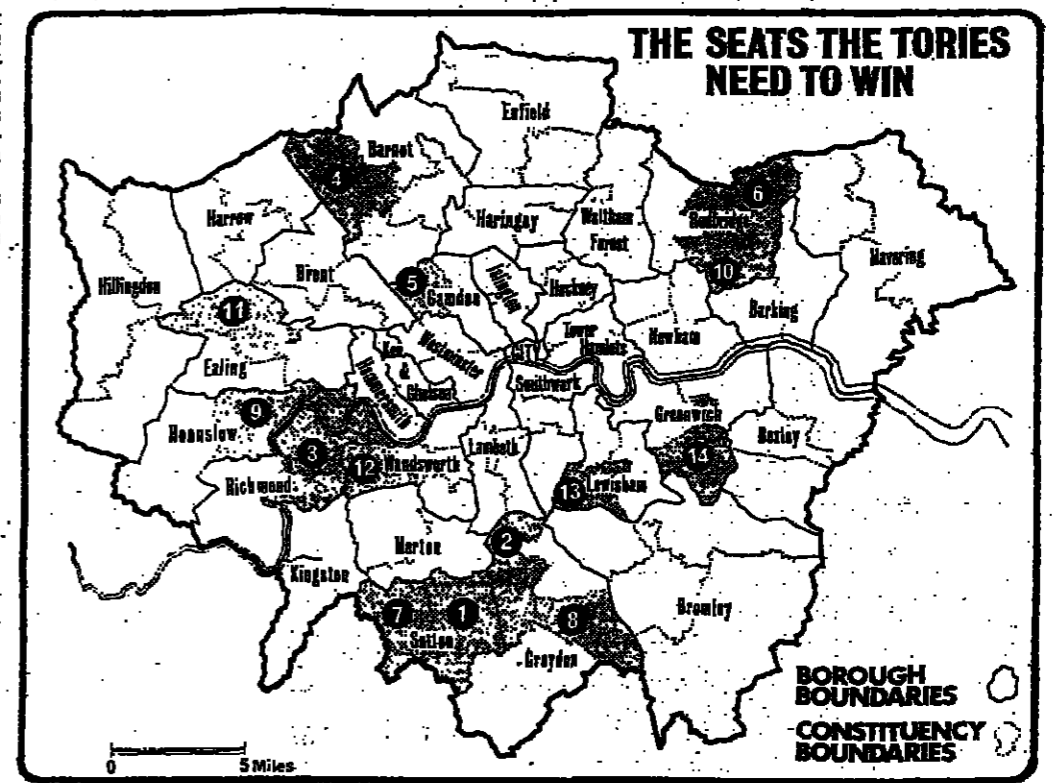 THE SEATS THE TORIES
NEED TO WIN
Enfield
Barnet
4
6
Redbridge
Harrow
Haringay
Waltham
Forest
Havering
Hillingdon
Brent
5
Camden
Islington
Hackney
10
Barking
11
Ealing
Westminster
Ken
&
Chelsea
Hammersmith
CITY
Tower
Hamlets
Newham
Southwark
9
Hounslow
Greenwich
Bexley
3
12
Wandsworth
Lambeth
14
Richmond
13
Lewisham
2
Merton
Kingston
7
1
8
Sutton
Bromley
Croydon
BOROUGH
BOUNDARIES
CONSTITUENCY
BOUNDARIES
0
5 Miles